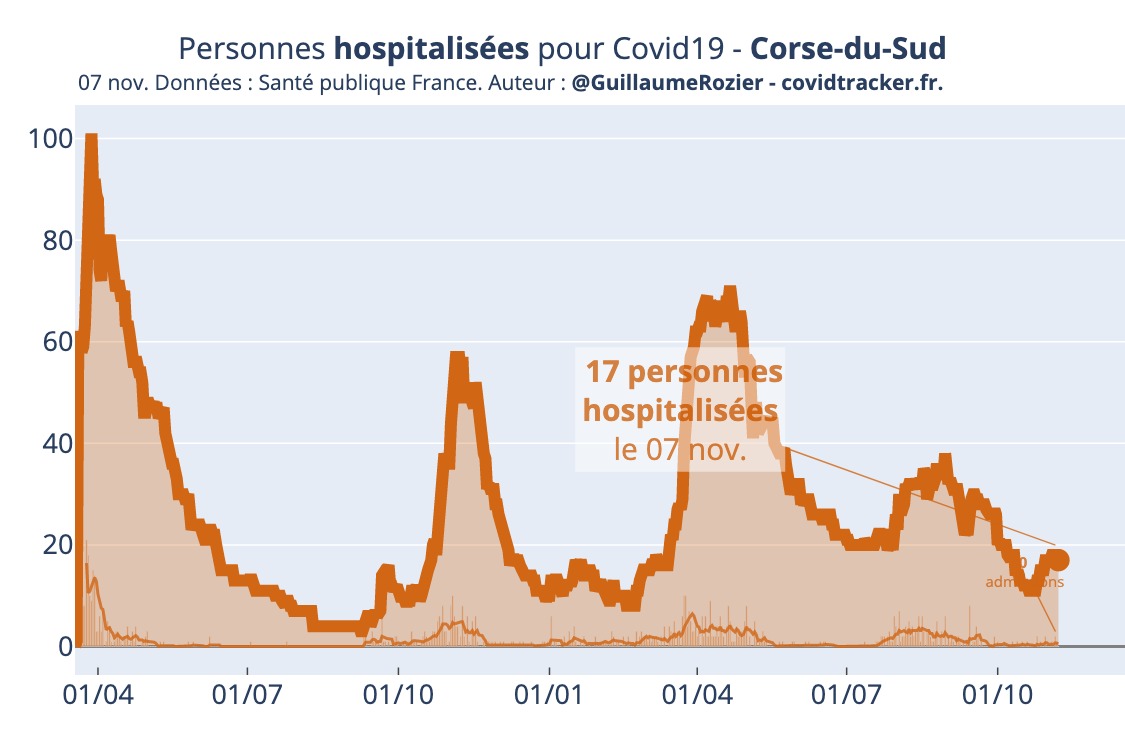 Personnes hospitalisées pour Covid19 - Corse-du-Sud
07 nov. Données : Santé publique France. Auteur : @GuillaumeRozier - covidtracker.fr.
100
80
60
40
20
0
17 personnes
hospitalisées
le 07 nov.
01/04 01/07 01/10 01/01 01/04 01/07 01/10